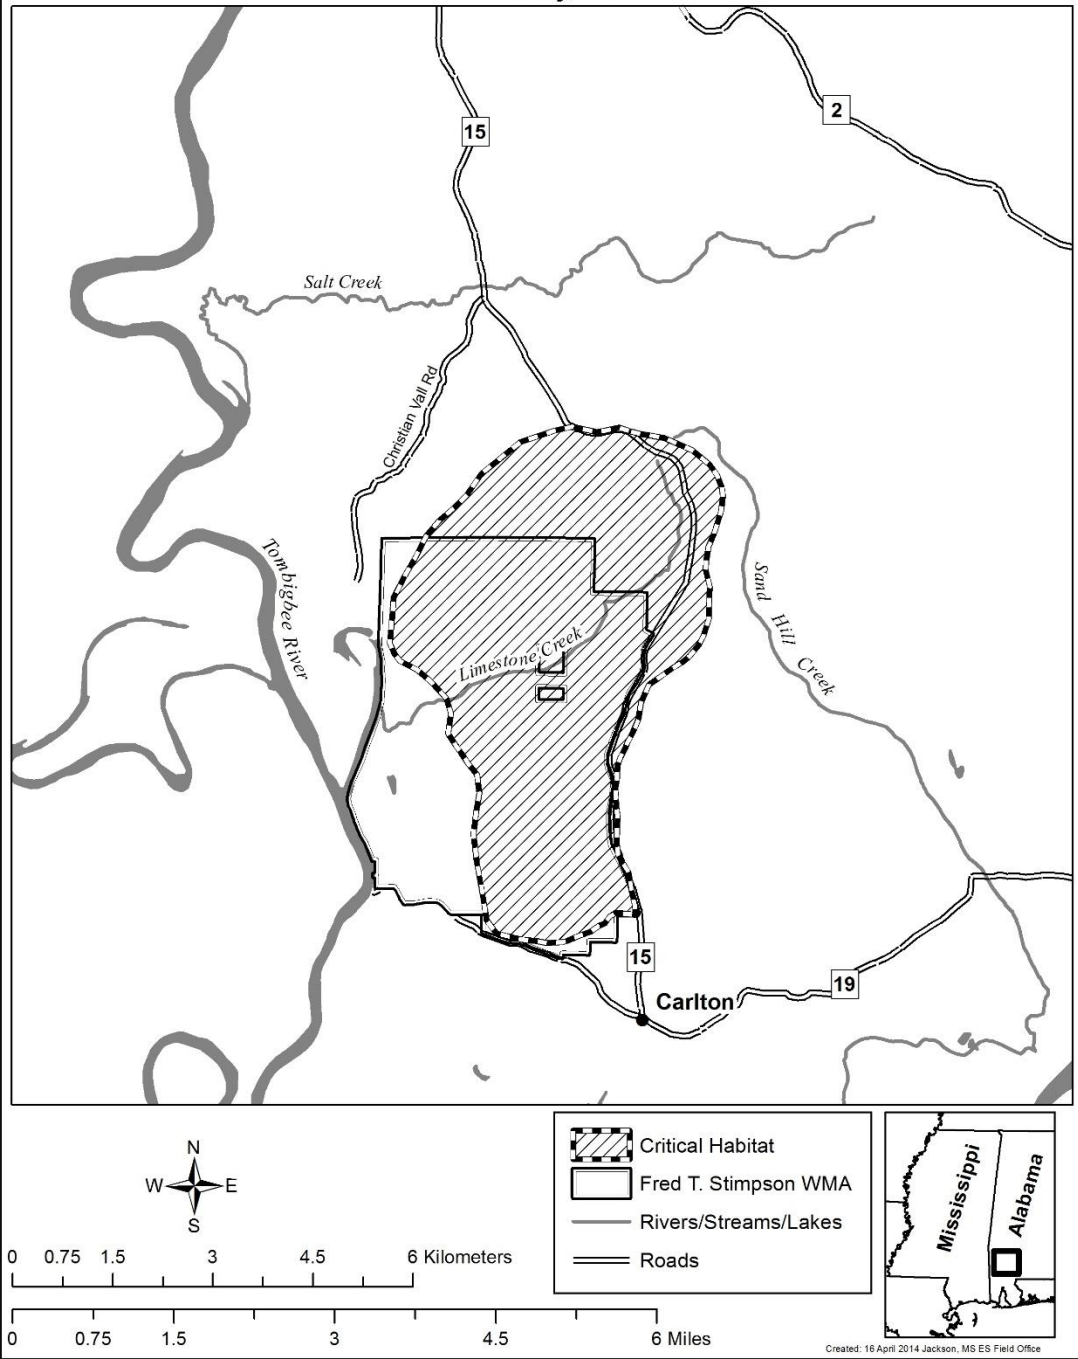 2
15
Salt Creek
Christian Vall Rd
Tombigbee River
Sand Hill Creek
Limestone Creek
15
19
Carlton
N
W E
S
0 0.75 1.5 3 4.5 6 Kilometers
0 0.75 1.5 3 4.5 6 Miles
Critical Habitat
Fred T. Stimpson WMA
Rivers/Streams/Lakes
Roads
Mississippi
Alabama
Created: 16 April 2014 Jackson, MS ES Field Office